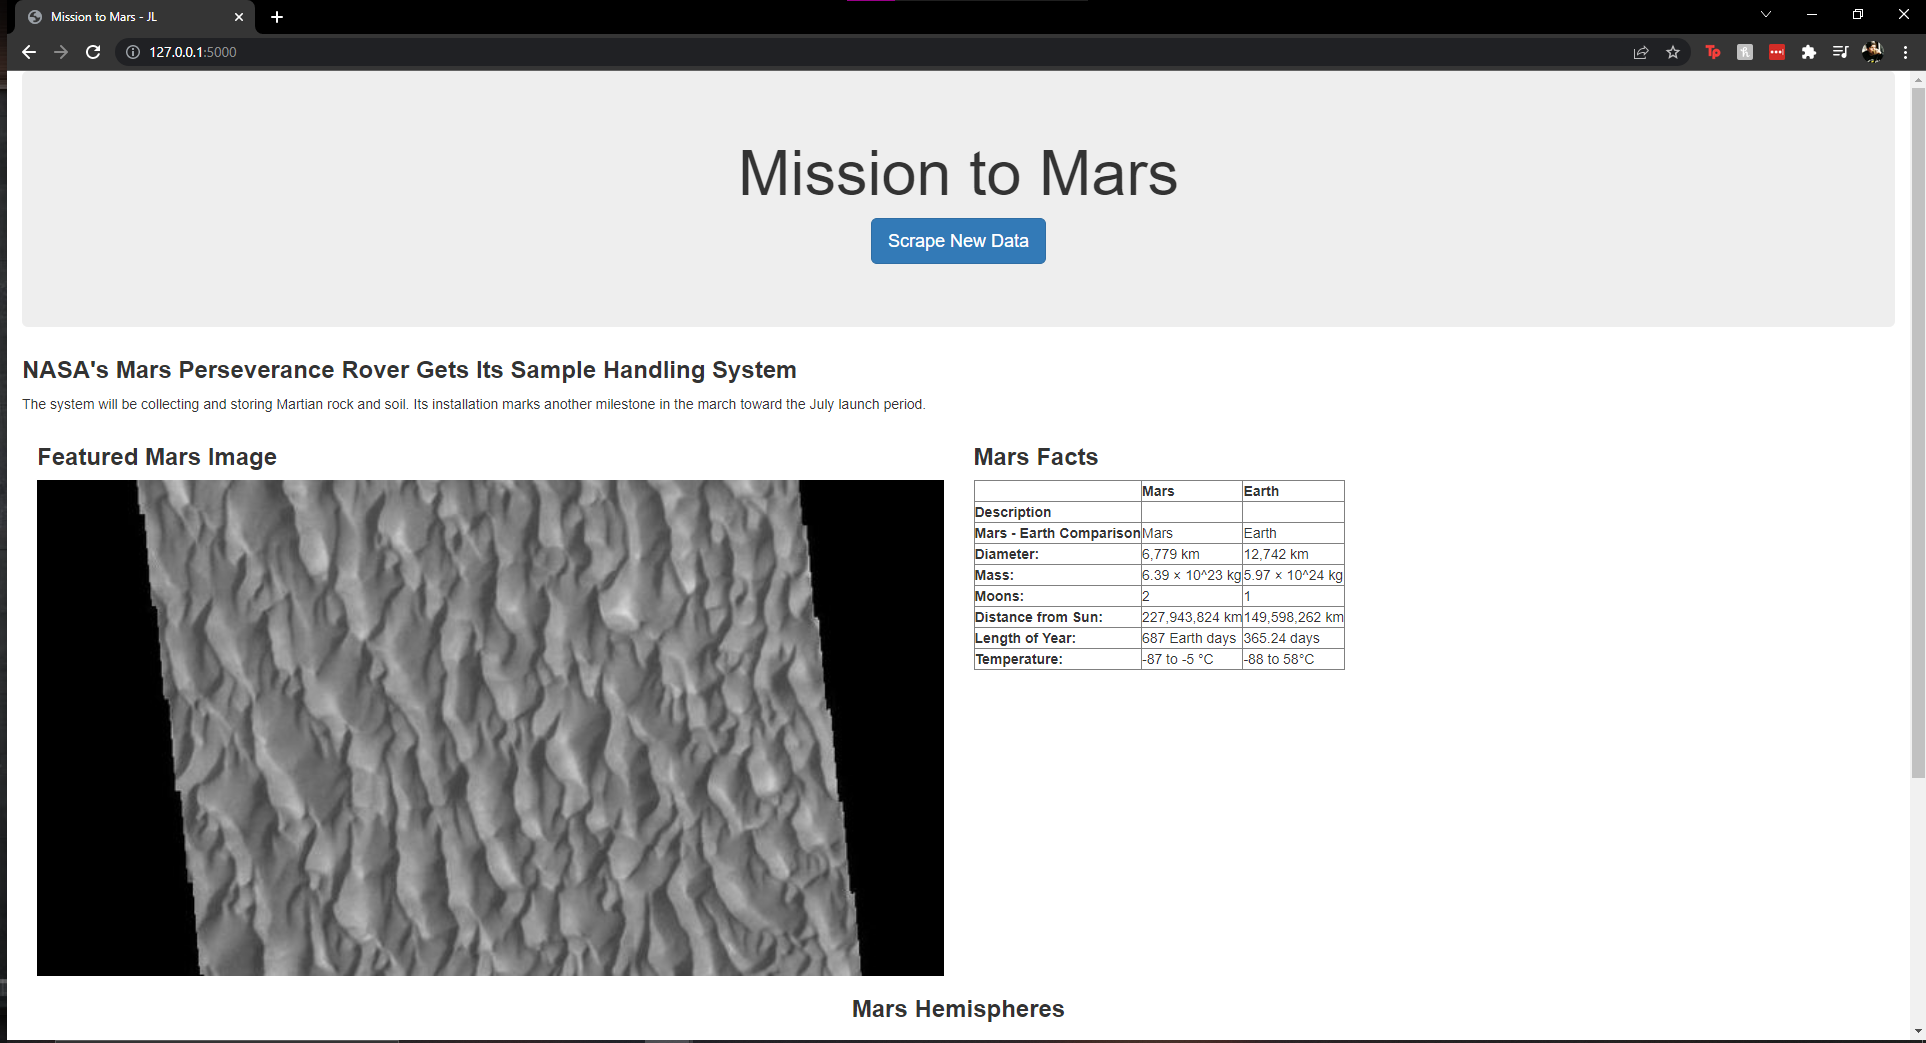 Mission to Mars - JL
127.0.0.1:5000
Tp
Mission to Mars
Scrape New Data
NASA's Mars Perseverance Rover Gets Its Sample Handling System
The system will be collecting and storing Martian rock and soil. Its installation marks another milestone in the march toward the July launch period.
Featured Mars Image
Mars Facts
Mars Earth
Description
Mars - Earth Comparison Mars Earth
Diameter: 6,779 km 12,742 km
Mass: 6.39 × 10^23 kg 5.97 × 10^24 kg
Moons: 2 1
Distance from Sun: 227,943,824 km 149,598,262 km
Length of Year: 687 Earth days 365.24 days
Temperature: -87 to -5 °C -88 to 58°C
Mars Hemispheres